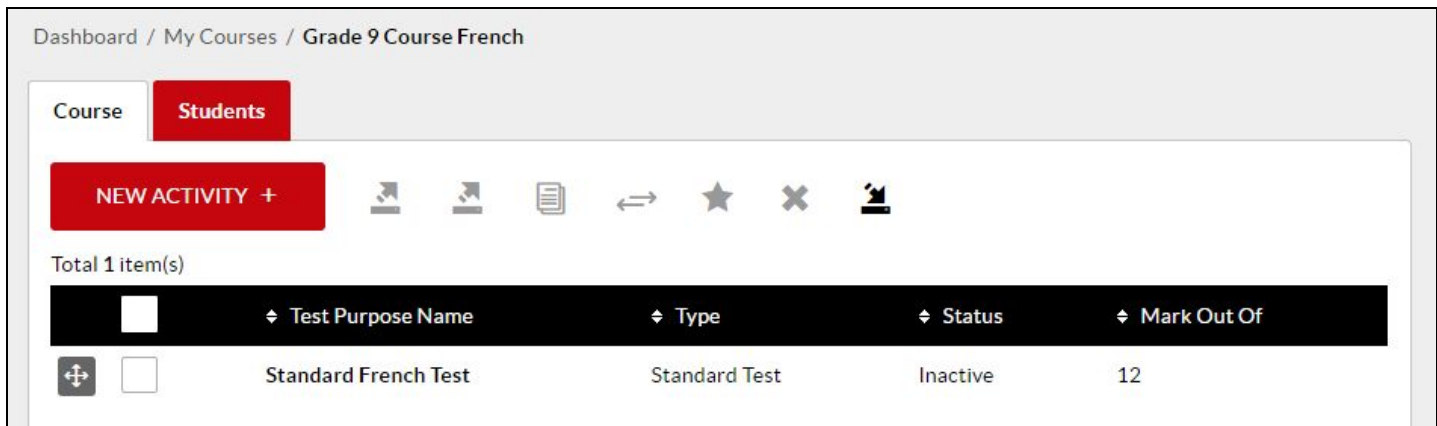 Dashboard / My Courses / Grade 9 Course French
Course Students
NEW ACTIVITY +
Total 1 item(s)
Test Purpose Name Type Status Mark Out Of
Standard French Test Standard Test Inactive 12